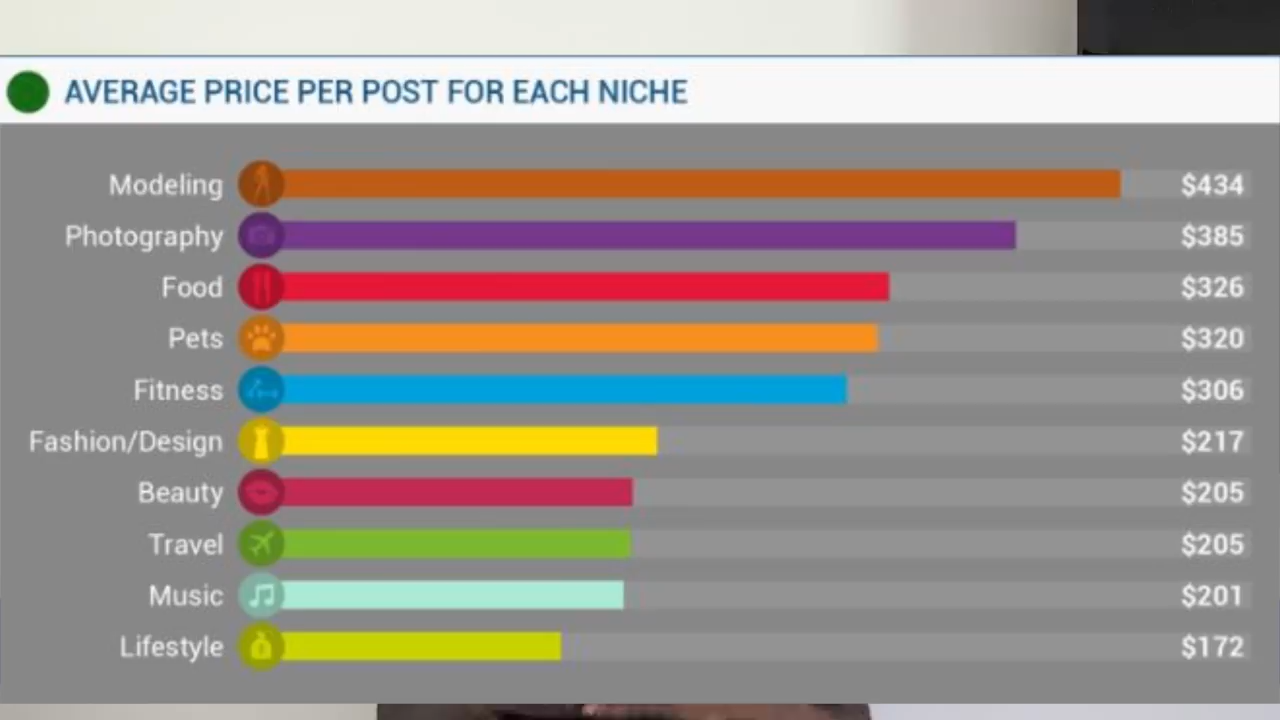 AVERAGE PRICE PER POST FOR EACH NICHE
Modeling $434
Photography $385
Food $326
Pets $320
Fitness $306
Fashion/Design $217
Beauty $205
Travel $205
Music $201
Lifestyle $172